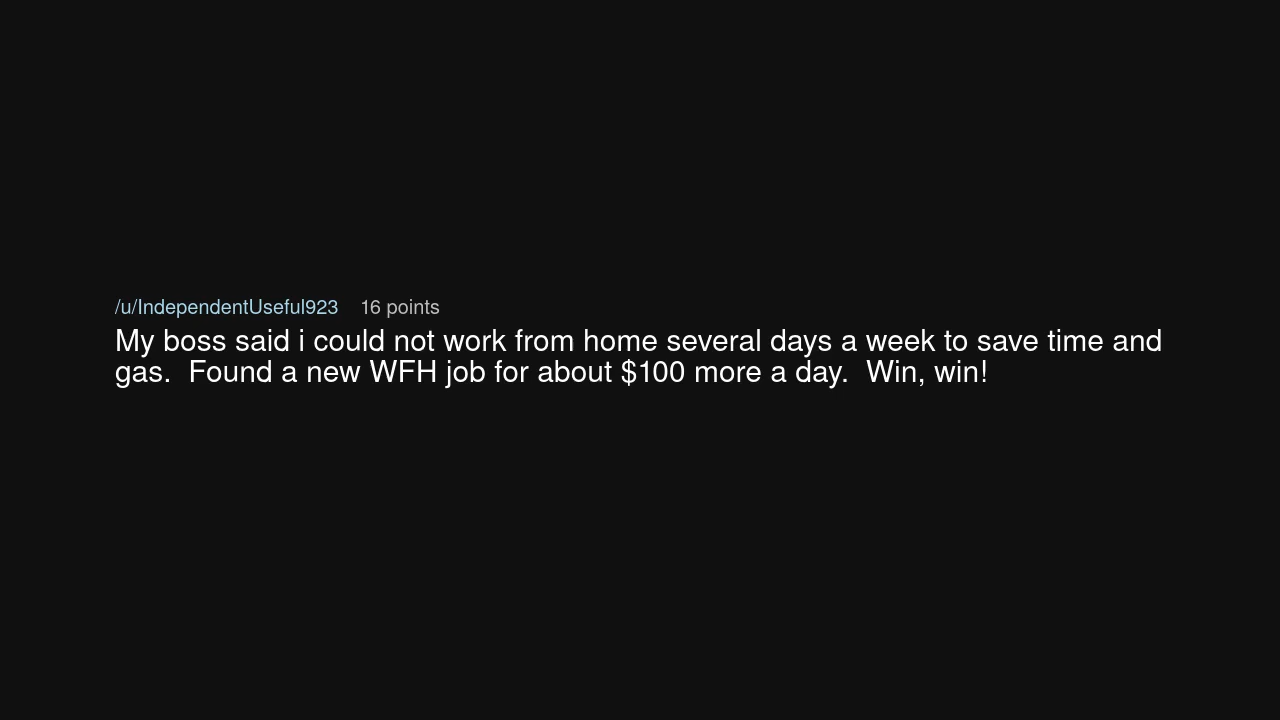 /u/IndependentUseful923 16 points
My boss said i could not work from home several days a week to save time and
gas.  Found a new WFH job for about $100 more a day.  Win, win!